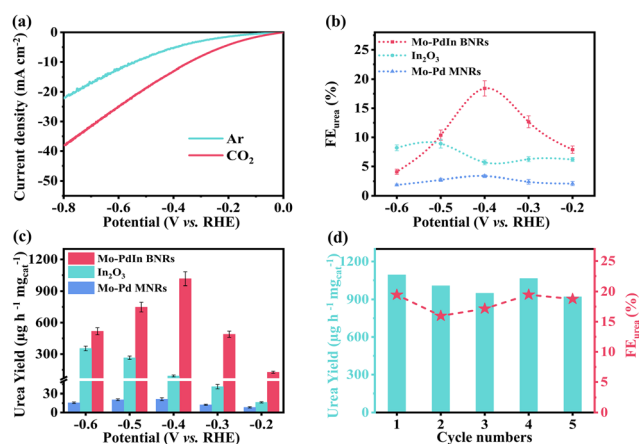 (a)
0
-10
-20
-30
-40
-50
Current density (mA cm⁻²)
Ar
CO₂
-0.8
-0.6
-0.4
-0.2
0.0
Potential (V vs. RHE)
(b)
Mo-PdIn BNRs
In₂O₃
Mo-Pd MNRs
25
20
15
10
5
0
FEurea (%)
-0.6
-0.5
-0.4
-0.3
-0.2
Potential (V vs. RHE)
(c)
Mo-PdIn BNRs
In₂O₃
Mo-Pd MNRs
1200
900
600
300
30
0
Urea Yield (μg h⁻¹ mgcat⁻¹)
-0.6
-0.5
-0.4
-0.3
-0.2
Potential (V vs. RHE)
(d)
1200
900
600
300
0
Urea Yield (μg h⁻¹ mgcat⁻¹)
25
20
15
10
5
0
FEurea (%)
1
2
3
4
5
Cycle numbers